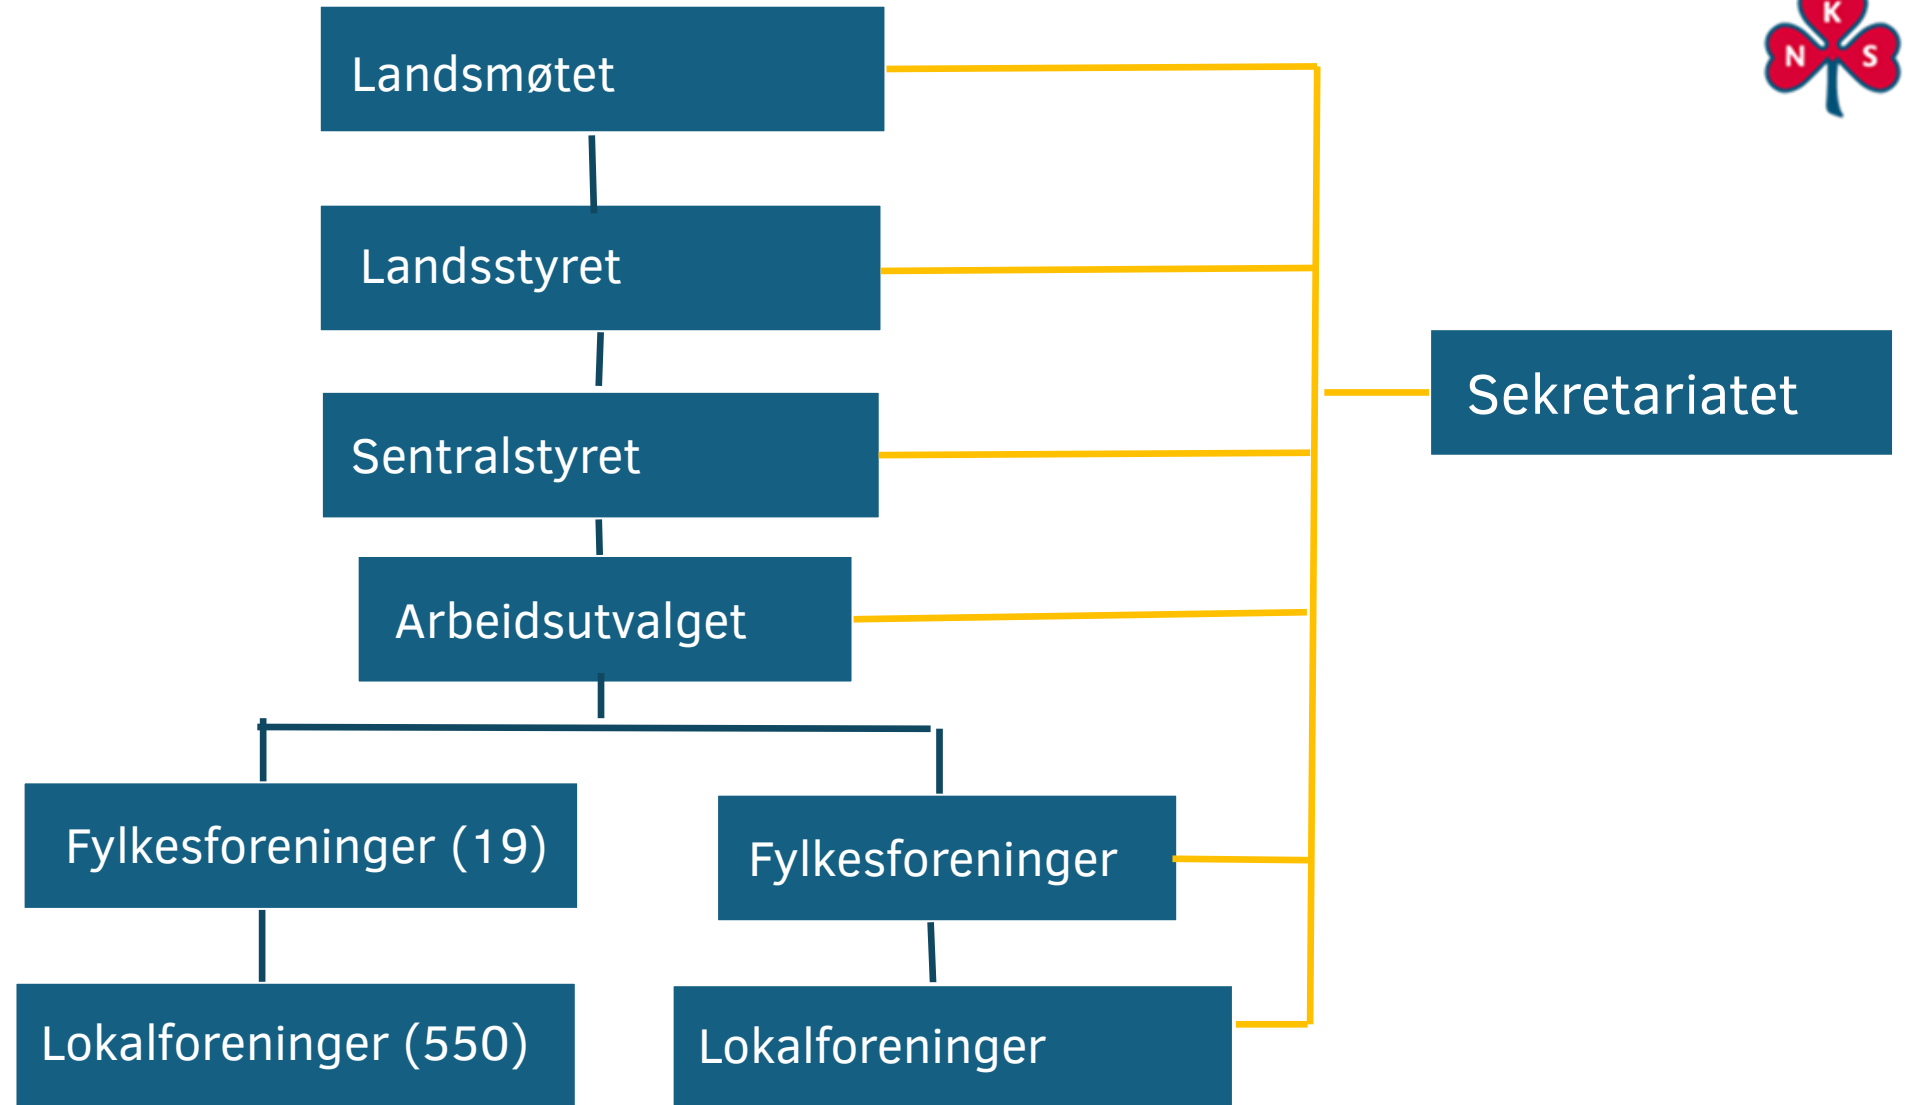 K
N S
Landsmøtet
Landsstyret
Sekretariatet
Sentralstyret
Arbeidsutvalget
Fylkesforeninger (19)
Fylkesforeninger
Lokalforeninger (550)
Lokalforeninger